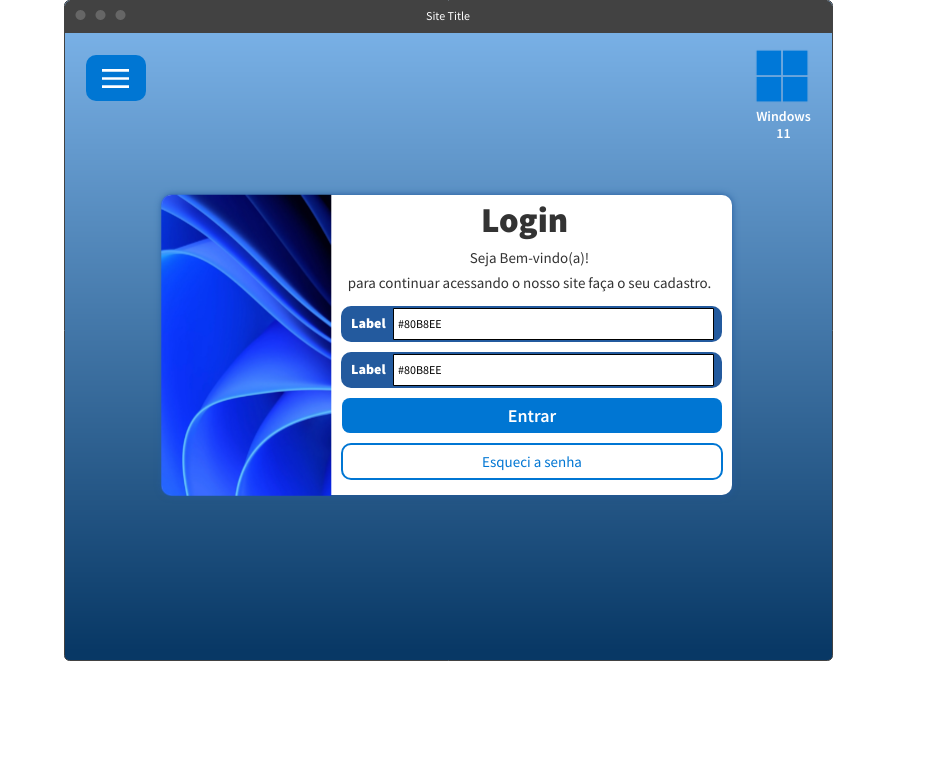 Site Title
Windows
11
Login
Seja Bem-vindo(a)!
para continuar acessando o nosso site faça o seu cadastro.
Label #80B8EE
Label #80B8EE
Entrar
Esqueci a senha